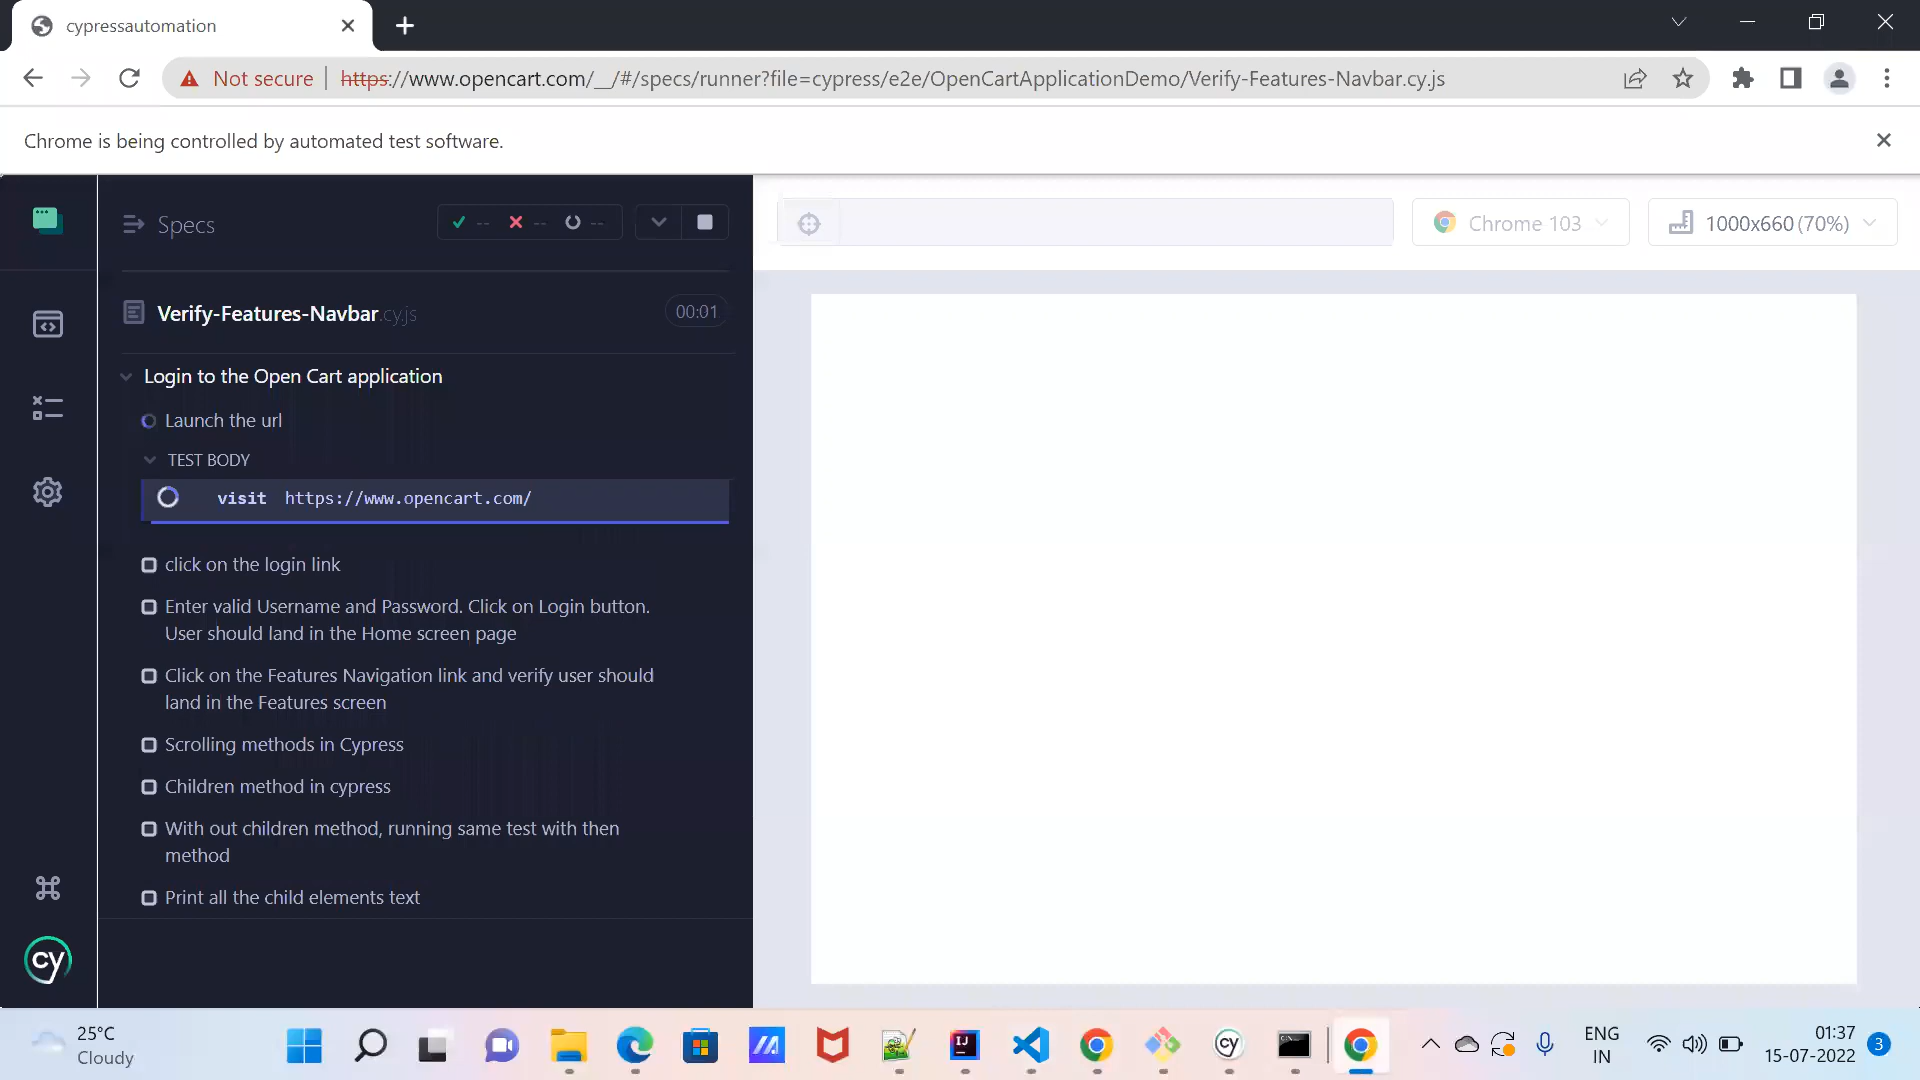 cypressautomation
Not secure
https://www.opencart.com/__/#/specs/runner?file=cypress/e2e/OpenCartApplicationDemo/Verify-Features-Navbar.cy.js
Chrome is being controlled by automated test software.
Specs
-- -- --
Chrome 103
1000x660 (70%)
Verify-Features-Navbar.cy.js
00:01
Login to the Open Cart application
Launch the url
TEST BODY
visit https://www.opencart.com/
click on the login link
Enter valid Username and Password. Click on Login button.
User should land in the Home screen page
Click on the Features Navigation link and verify user should
land in the Features screen
Scrolling methods in Cypress
Children method in cypress
With out children method, running same test with then
method
Print all the child elements text
cy
25°C
Cloudy
IJ
cy
ENG
IN
01:37
15-07-2022
3